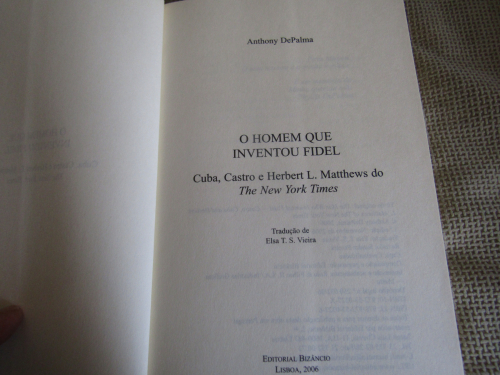 Anthony DePalma
O HOMEM QUE
INVENTOU FIDEL
Cuba, Castro e Herbert L. Matthews do
The New York Times
Tradução de
Elsa T. S. Vieira
EDITORIAL BIZÂNCIO
LISBOA, 2006